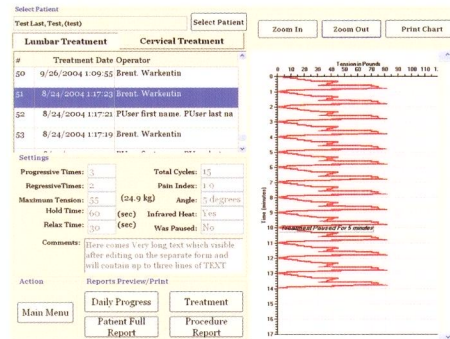 Select Patient
Test Last, Test, (test)
Select Patient
Zoom In
Zoom Out
Print Chart
Lumbar Treatment
Cervical Treatment
# Treatment Date Operator
50 9/26/2004 1:09:55 Brent. Warkentin
51 8/24/2004 1:17:23 Brent. Warkentin
52 8/24/2004 1:17:21 PUser first name. PUser last na
53 8/24/2004 1:17:19 Brent. Warkentin
Settings
Progressive Times: 3
Total Cycles: 15
RegressiveTimes: 2
Pain Index: 1.9
Maximum Tension: 55 (24.9 kg)
Angle: 5 degrees
Hold Time: 60 (sec)
Infrared Heat: Yes
Relax Time: 30 (sec)
Was Paused: No
Comments: Here comes Very long text which visible
after editing on the separate form and
will contain up to three lines of TEXT
Action
Reports Preview/Print
Main Menu
Daily Progress
Treatment
Patient Full
Report
Procedure
Report
Tension in Pounds
0 10 20 30 40 50 60 70 80 90 100 110
Time (minutes)
0
1
2
3
4
5
6
7
8
9
10 Treatment Paused For 5 minutes
11
12
13
14
15
16
17